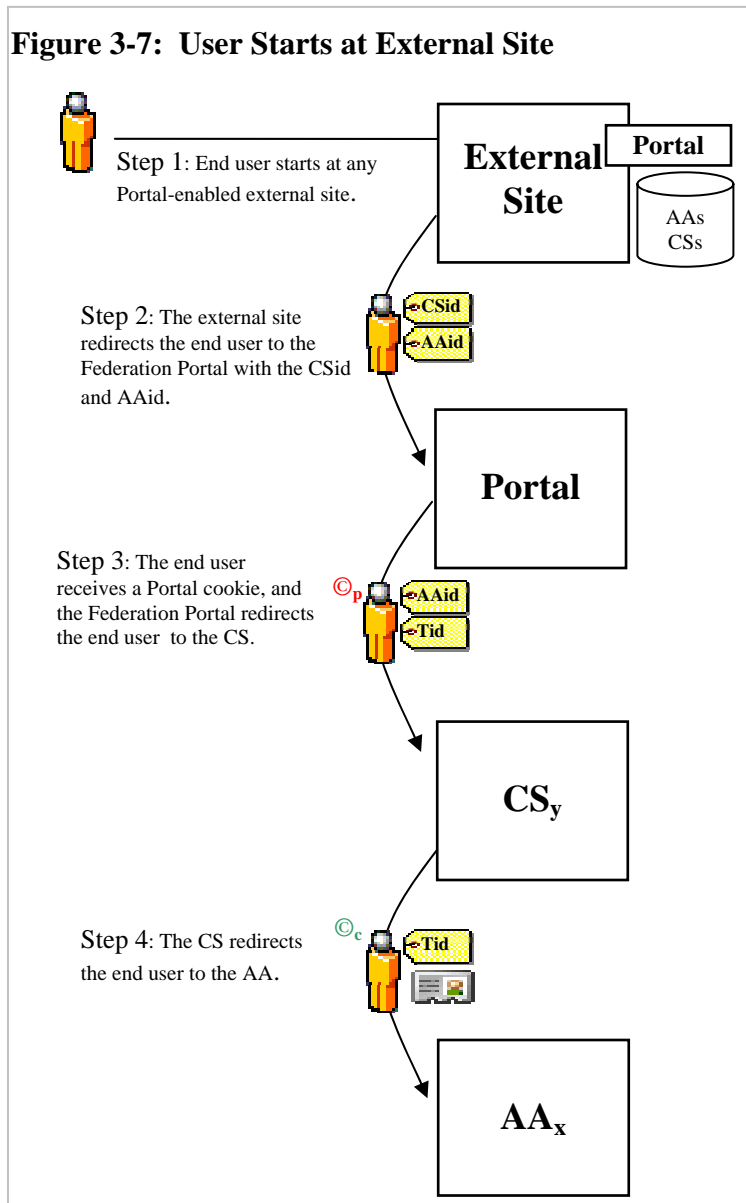 Figure 3-7: User Starts at External Site
Step 1: End user starts at any
Portal-enabled external site.
External
Site
Portal
AAs
CSs
Step 2: The external site
redirects the end user to the
Federation Portal with the CSid
and AAid.
CSid
AAid
Portal
Step 3: The end user
receives a Portal cookie, and
the Federation Portal redirects
the end user to the CS.
©p
AAid
Tid
CSy
Step 4: The CS redirects
the end user to the AA.
©c
Tid
AAx